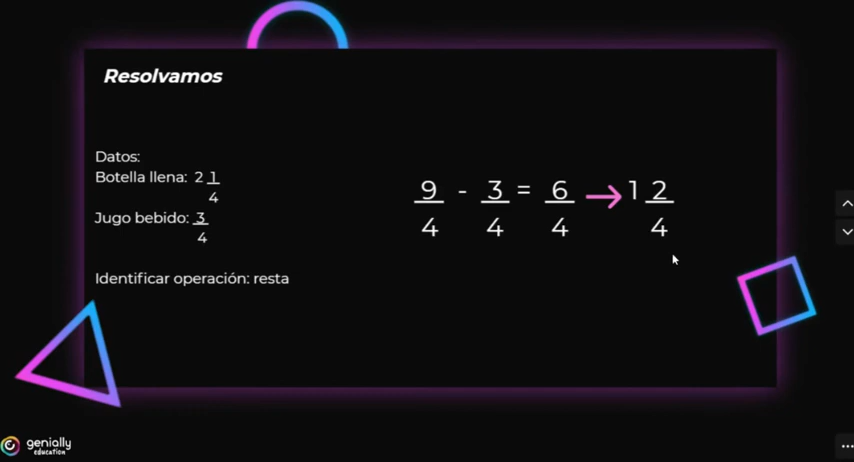 Resolvamos
Datos:
Botella llena: 2 1/4
Jugo bebido: 3/4
Identificar operación: resta
9/4 - 3/4 = 6/4 → 1 2/4
genially
education